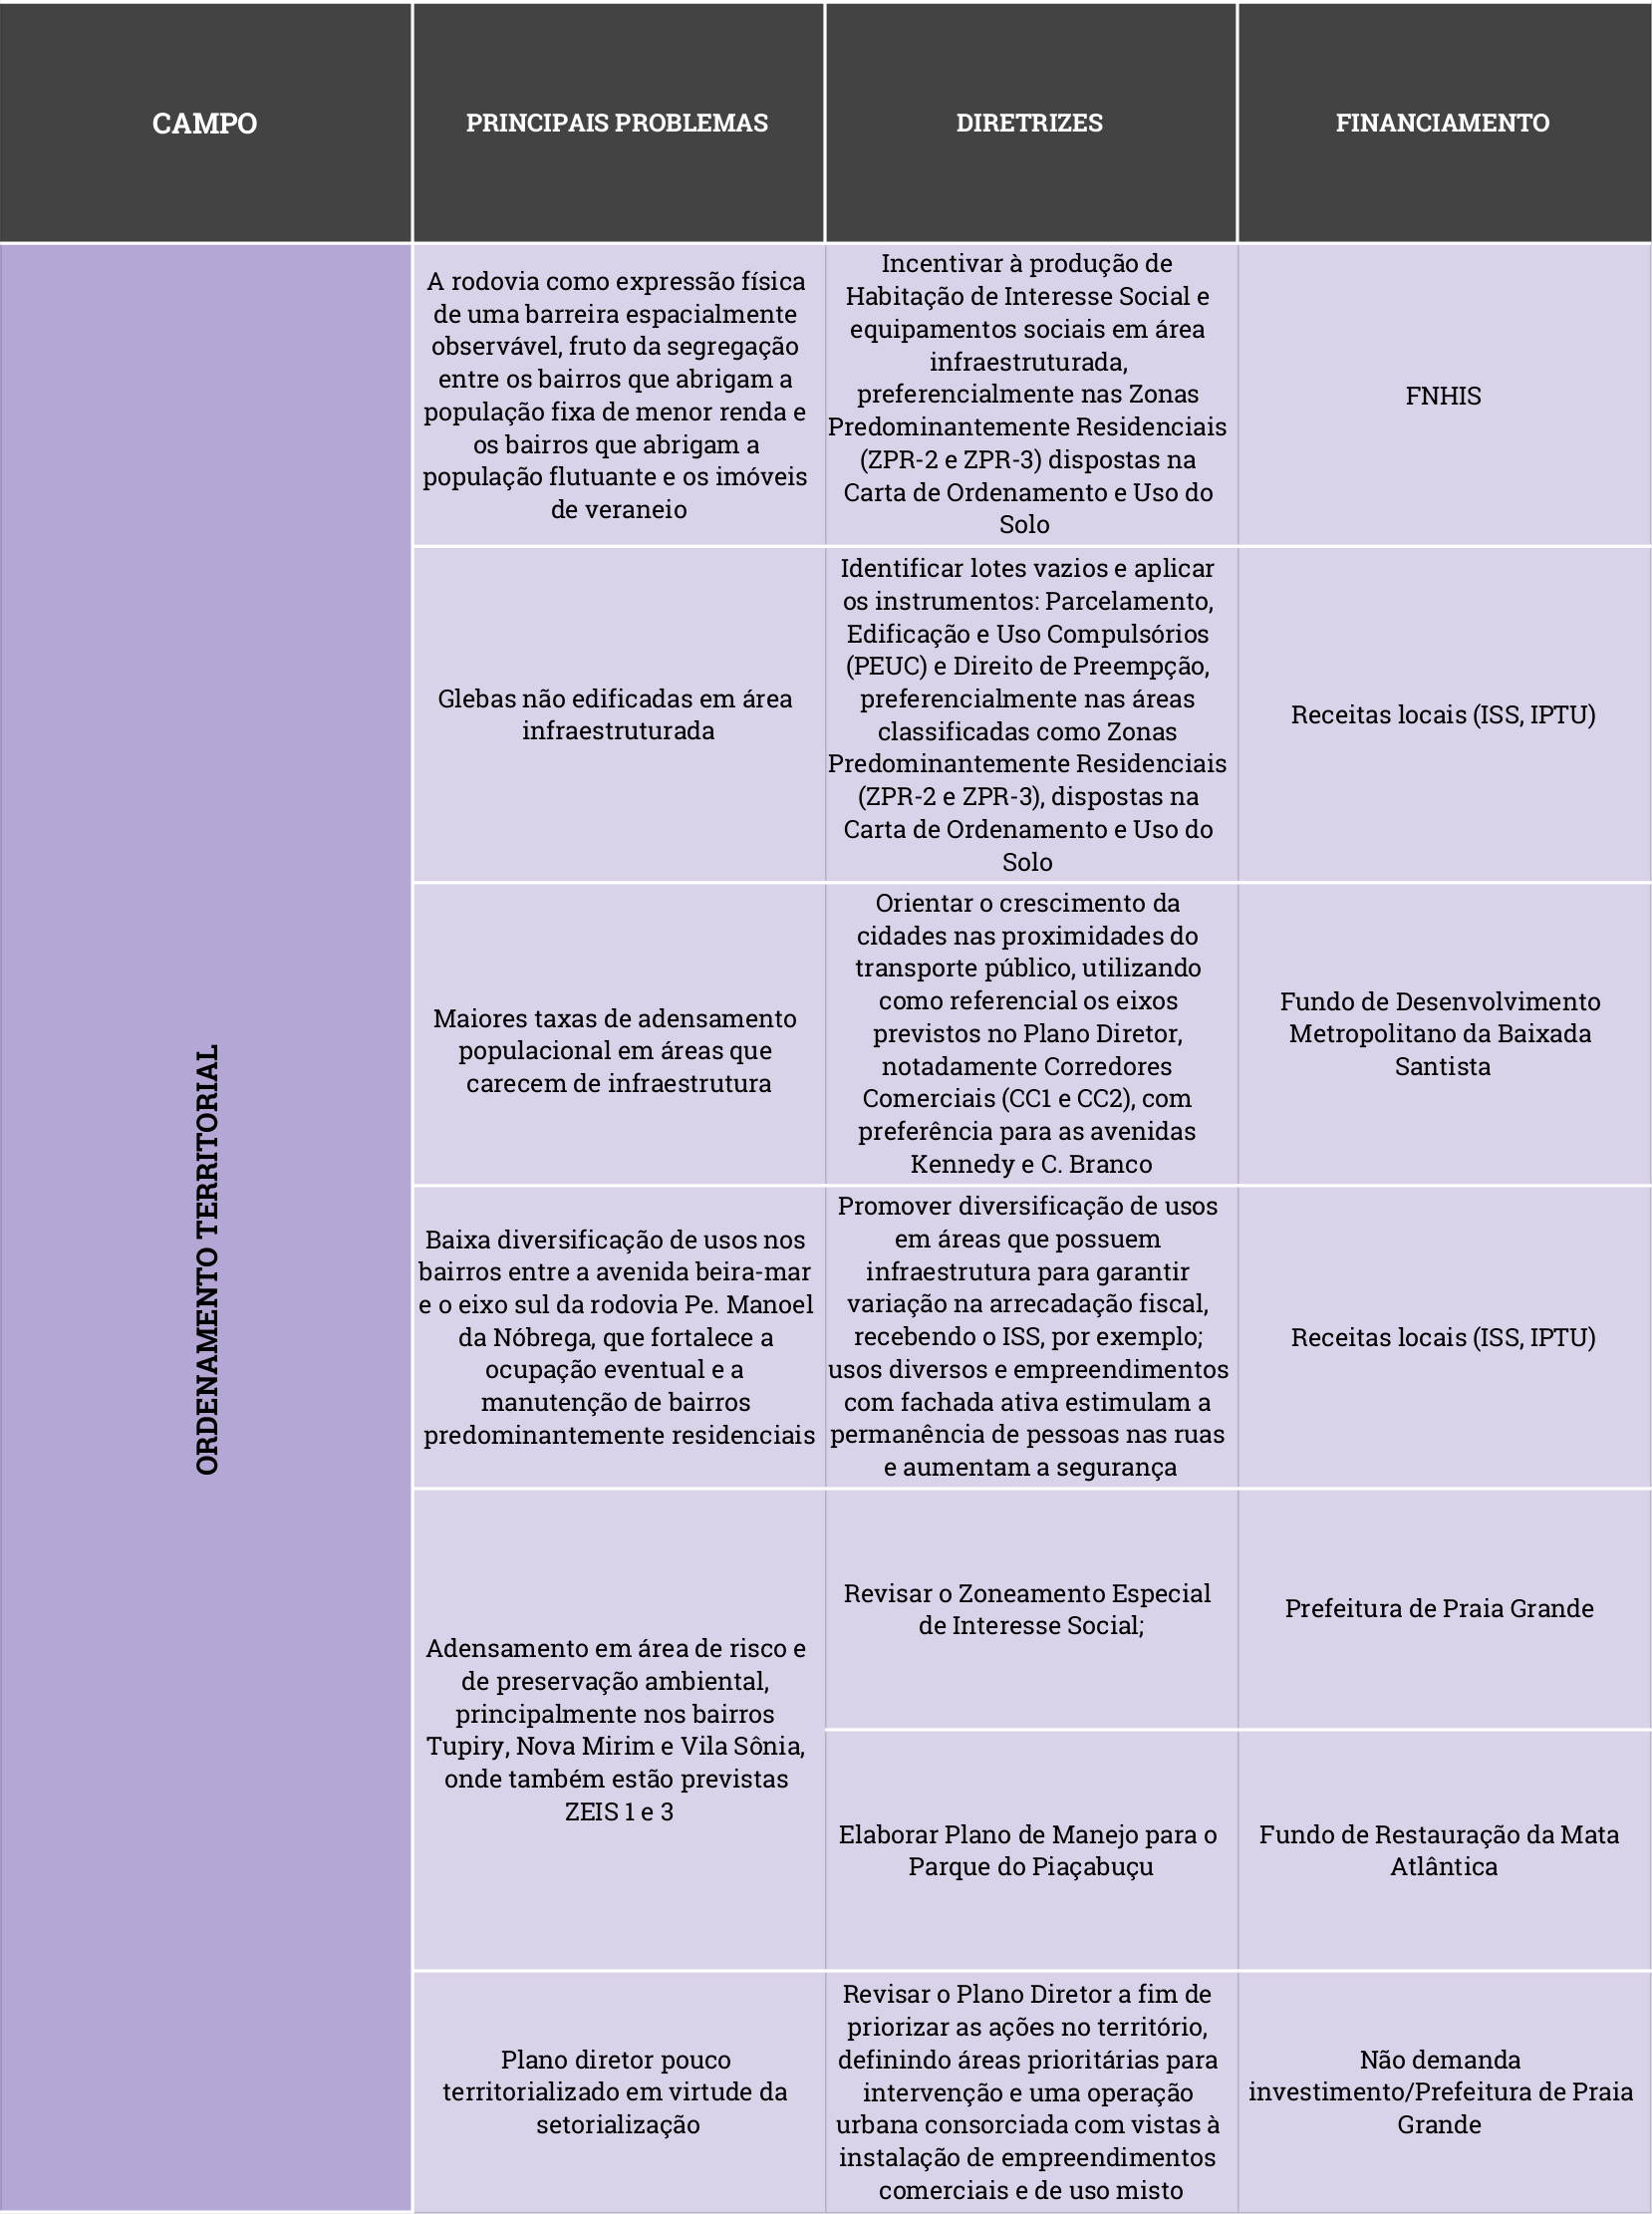 CAMPO
PRINCIPAIS PROBLEMAS
DIRETRIZES
FINANCIAMENTO
ORDENAMENTO TERRITORIAL
A rodovia como expressão física
de uma barreira espacialmente
observável, fruto da segregação
entre os bairros que abrigam a
população fixa de menor renda e
os bairros que abrigam a
população flutuante e os imóveis
de veraneio
Incentivar à produção de
Habitação de Interesse Social e
equipamentos sociais em área
infraestruturada,
preferencialmente nas Zonas
Predominantemente Residenciais
(ZPR-2 e ZPR-3) dispostas na
Carta de Ordenamento e Uso do
Solo
FNHIS
Glebas não edificadas em área
infraestruturada
Identificar lotes vazios e aplicar
os instrumentos: Parcelamento,
Edificação e Uso Compulsórios
(PEUC) e Direito de Preempção,
preferencialmente nas áreas
classificadas como Zonas
Predominantemente Residenciais
(ZPR-2 e ZPR-3), dispostas na
Carta de Ordenamento e Uso do
Solo
Receitas locais (ISS, IPTU)
Maiores taxas de adensamento
populacional em áreas que
carecem de infraestrutura
Orientar o crescimento da
cidades nas proximidades do
transporte público, utilizando
como referencial os eixos
previstos no Plano Diretor,
notadamente Corredores
Comerciais (CC1 e CC2), com
preferência para as avenidas
Kennedy e C. Branco
Fundo de Desenvolvimento
Metropolitano da Baixada
Santista
Baixa diversificação de usos nos
bairros entre a avenida beira-mar
e o eixo sul da rodovia Pe. Manoel
da Nóbrega, que fortalece a
ocupação eventual e a
manutenção de bairros
predominantemente residenciais
Promover diversificação de usos
em áreas que possuem
infraestrutura para garantir
variação na arrecadação fiscal,
recebendo o ISS, por exemplo;
usos diversos e empreendimentos
com fachada ativa estimulam a
permanência de pessoas nas ruas
e aumentam a segurança
Receitas locais (ISS, IPTU)
Adensamento em área de risco e
de preservação ambiental,
principalmente nos bairros
Tupiry, Nova Mirim e Vila Sônia,
onde também estão previstas
ZEIS 1 e 3
Revisar o Zoneamento Especial
de Interesse Social;
Prefeitura de Praia Grande
Elaborar Plano de Manejo para o
Parque do Piaçabuçu
Fundo de Restauração da Mata
Atlântica
Plano diretor pouco
territorializado em virtude da
setorialização
Revisar o Plano Diretor a fim de
priorizar as ações no território,
definindo áreas prioritárias para
intervenção e uma operação
urbana consorciada com vistas à
instalação de empreendimentos
comerciais e de uso misto
Não demanda
investimento/Prefeitura de Praia
Grande